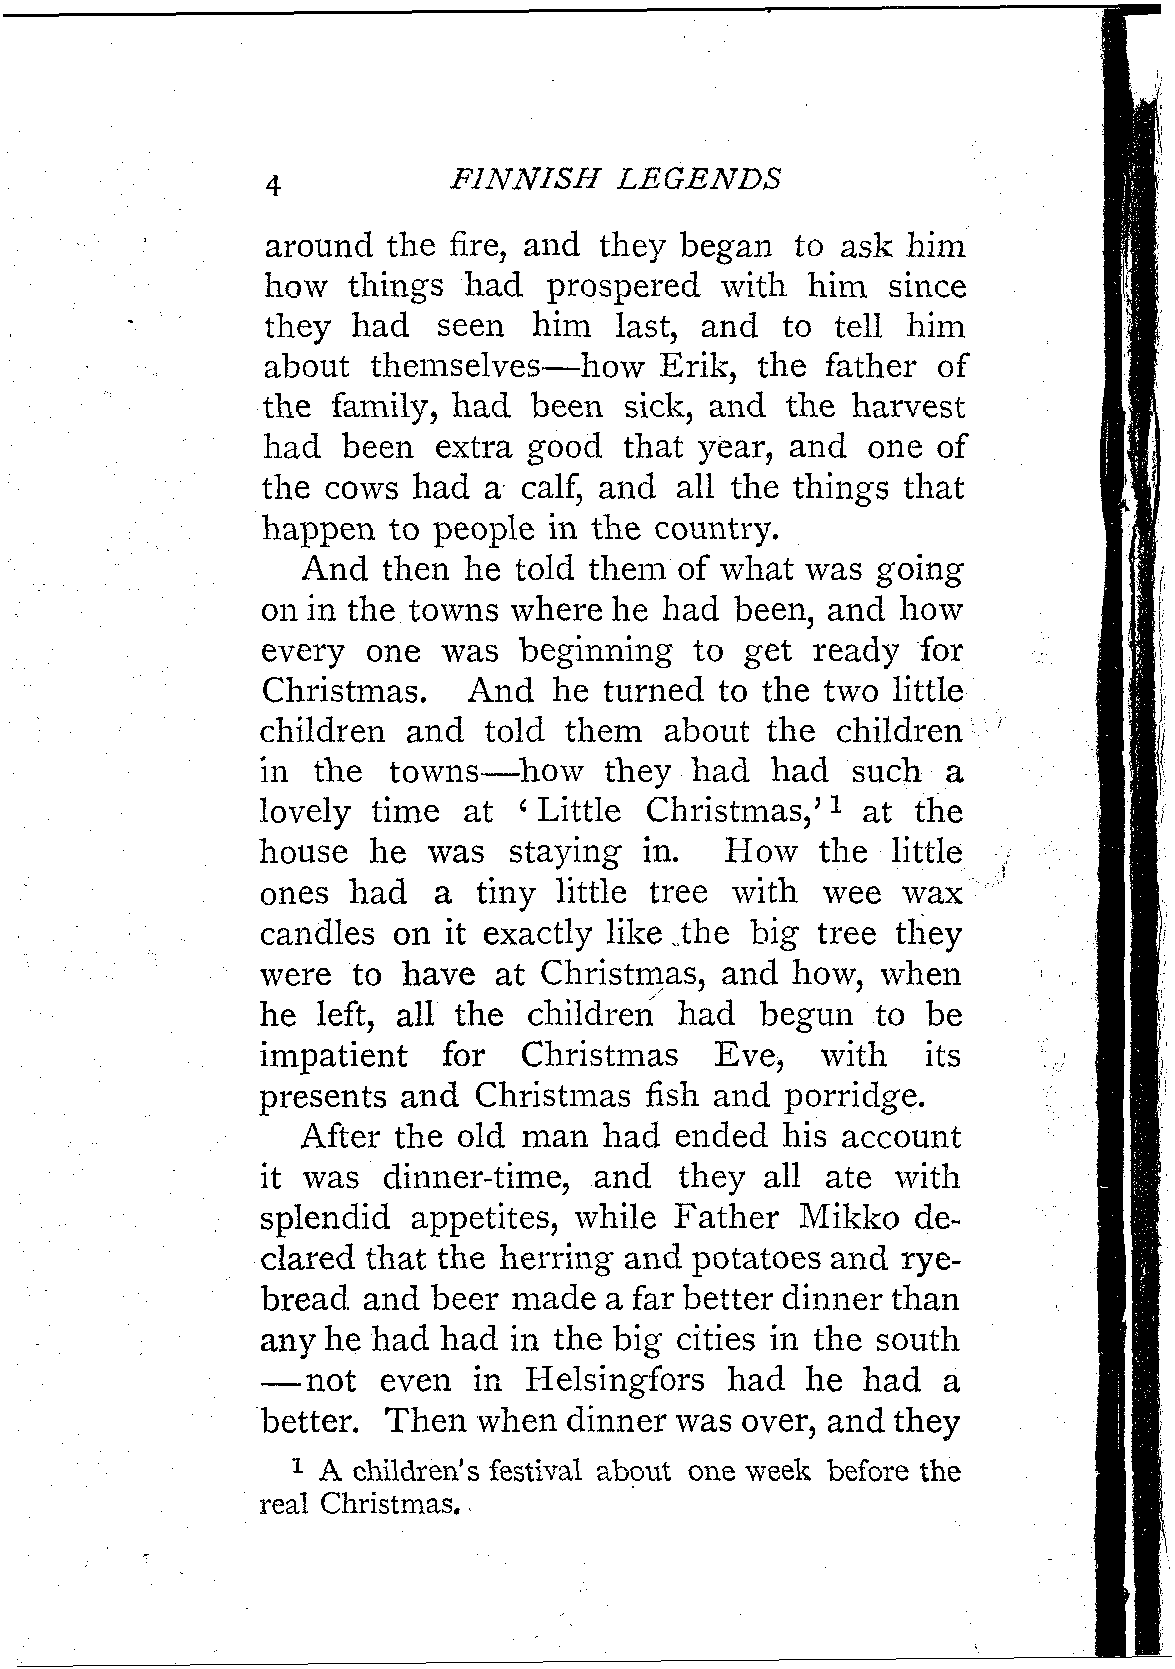 4 FINNISH LEGENDS
around the fire, and they began to ask him
how things had prospered with him since
they had seen him last, and to tell him
about themselves—how Erik, the father of
the family, had been sick, and the harvest
had been extra good that year, and one of
the cows had a calf, and all the things that
happen to people in the country.
And then he told them of what was going
on in the towns where he had been, and how
every one was beginning to get ready for
Christmas. And he turned to the two little
children and told them about the children
in the towns—how they had had such a
lovely time at ‘Little Christmas,’ 1 at the
house he was staying in. How the little
ones had a tiny little tree with wee wax
candles on it exactly like the big tree they
were to have at Christmas, and how, when
he left, all the children had begun to be
impatient for Christmas Eve, with its
presents and Christmas fish and porridge.
After the old man had ended his account
it was dinner-time, and they all ate with
splendid appetites, while Father Mikko de-
clared that the herring and potatoes and rye-
bread and beer made a far better dinner than
any he had had in the big cities in the south
—not even in Helsingfors had he had a
better. Then when dinner was over, and they
1 A children's festival about one week before the
real Christmas.